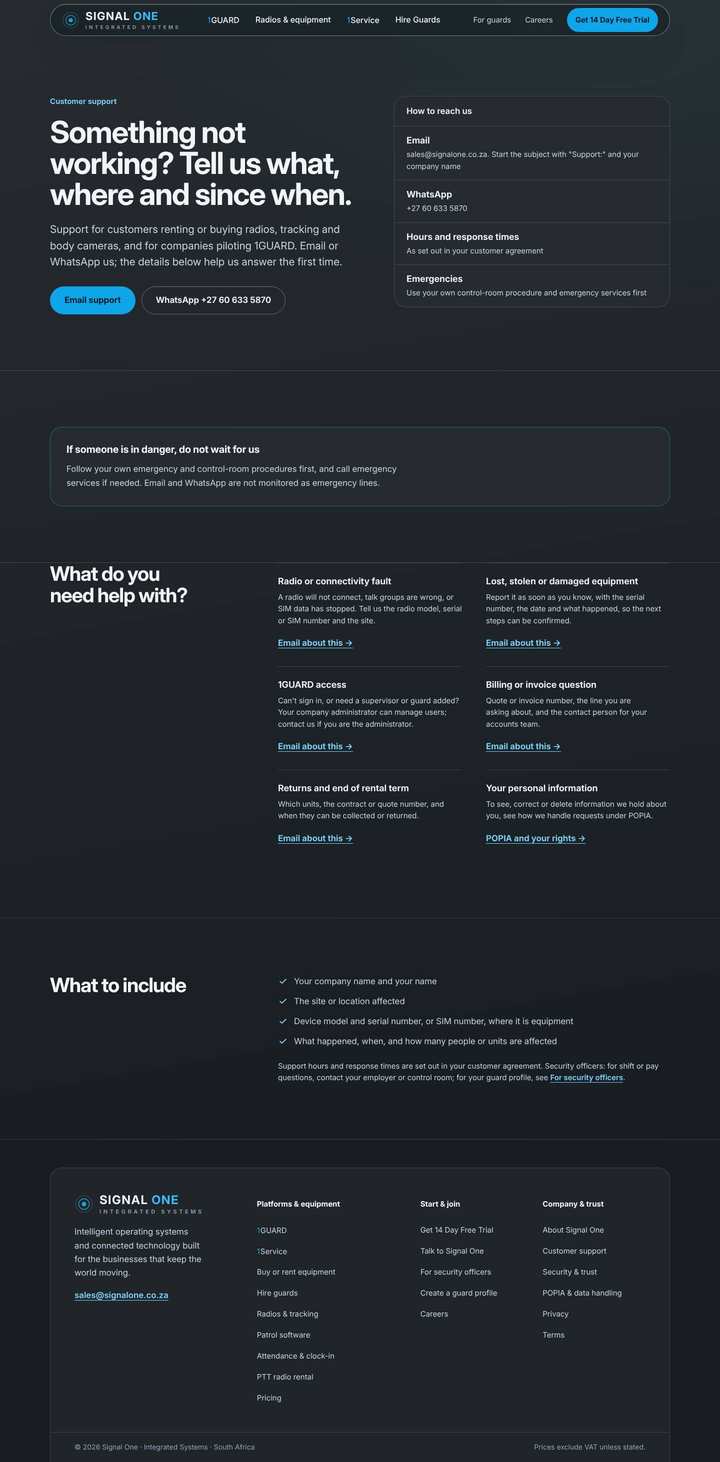 SIGNAL ONE
INTEGRATED SYSTEMS
1GUARD
Radios & equipment
1Service
Hire Guards
For guards
Careers
Get 14 Day Free Trial
Customer support
Something not
working? Tell us what,
where and since when.
Support for customers renting or buying radios, tracking and
body cameras, and for companies piloting 1GUARD. Email or
WhatsApp us; the details below help us answer the first time.
Email support
WhatsApp +27 60 633 5870
How to reach us
Email
sales@signalone.co.za. Start the subject with "Support:" and your
company name
WhatsApp
+27 60 633 5870
Hours and response times
As set out in your customer agreement
Emergencies
Use your own control-room procedure and emergency services first
If someone is in danger, do not wait for us
Follow your own emergency and control-room procedures first, and call emergency
services if needed. Email and WhatsApp are not monitored as emergency lines.
What do you
need help with?
Radio or connectivity fault
A radio will not connect, talk groups are wrong, or
SIM data has stopped. Tell us the radio model, serial
or SIM number and the site.
Email about this →
Lost, stolen or damaged equipment
Report it as soon as you know, with the serial
number, the date and what happened, so the next
steps can be confirmed.
Email about this →
1GUARD access
Can't sign in, or need a supervisor or guard added?
Your company administrator can manage users;
contact us if you are the administrator.
Email about this →
Billing or invoice question
Quote or invoice number, the line you are
asking about, and the contact person for your
accounts team.
Email about this →
Returns and end of rental term
Which units, the contract or quote number, and
when they can be collected or returned.
Email about this →
Your personal information
To see, correct or delete information we hold about
you, see how we handle requests under POPIA.
POPIA and your rights →
What to include
✓ Your company name and your name
✓ The site or location affected
✓ Device model and serial number, or SIM number, where it is equipment
✓ What happened, when, and how many people or units are affected
Support hours and response times are set out in your customer agreement. Security officers: for shift or pay
questions, contact your employer or control room; for your guard profile, see For security officers.
SIGNAL ONE
INTEGRATED SYSTEMS
Intelligent operating systems
and connected technology built
for the businesses that keep the
world moving.
sales@signalone.co.za
Platforms & equipment
1GUARD
1Service
Buy or rent equipment
Hire guards
Radios & tracking
Patrol software
Attendance & clock-in
PTT radio rental
Pricing
Start & join
Get 14 Day Free Trial
Talk to Signal One
For security officers
Create a guard profile
Careers
Company & trust
About Signal One
Customer support
Security & trust
POPIA & data handling
Privacy
Terms
© 2026 Signal One · Integrated Systems · South Africa
Prices exclude VAT unless stated.